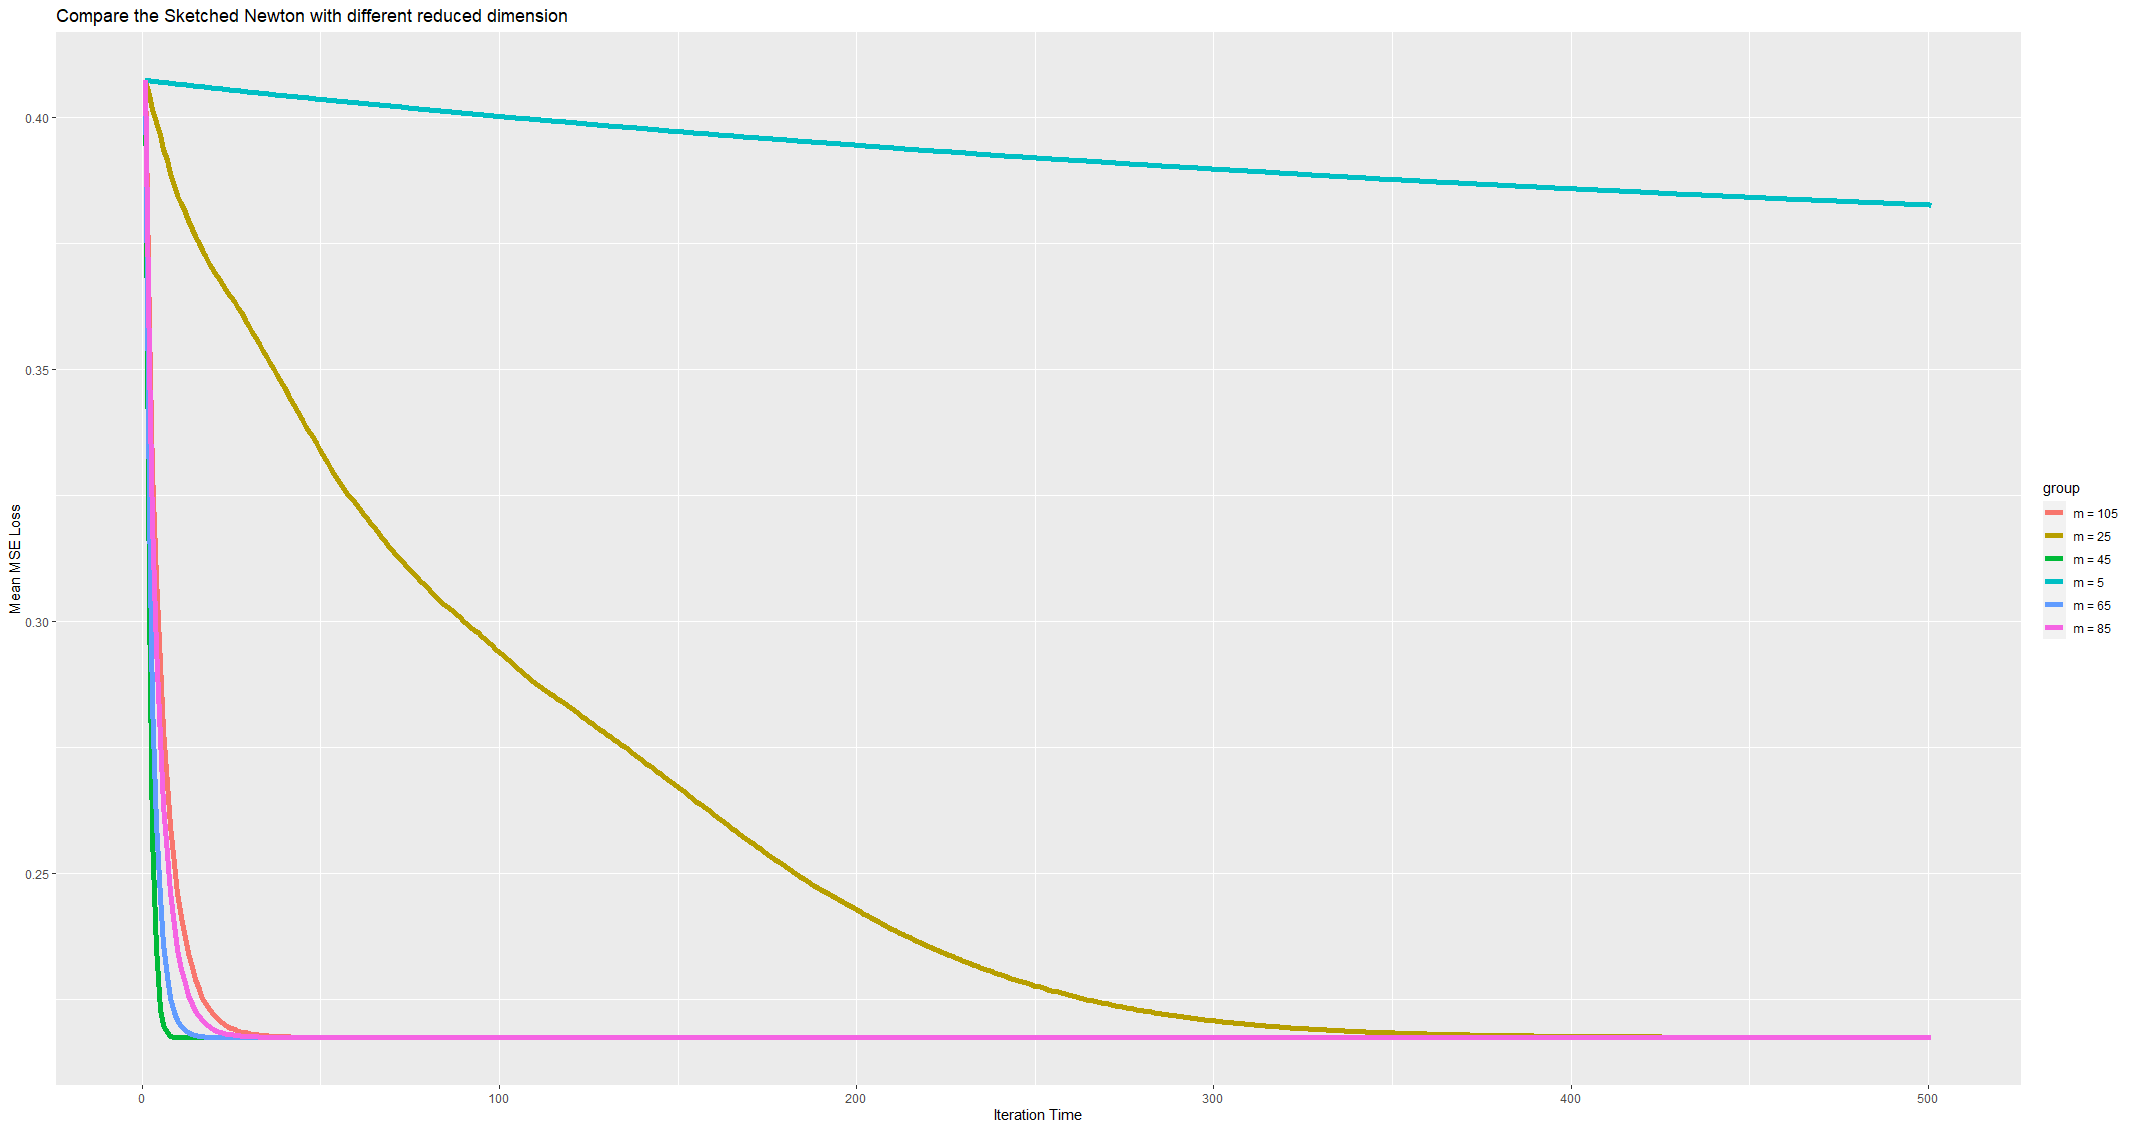 Compare the Sketched Newton with different reduced dimension
Mean MSE Loss
0.40
0.35
0.30
0.25
0
100
200
300
400
500
Iteration Time
group
m = 105
m = 25
m = 45
m = 5
m = 65
m = 85